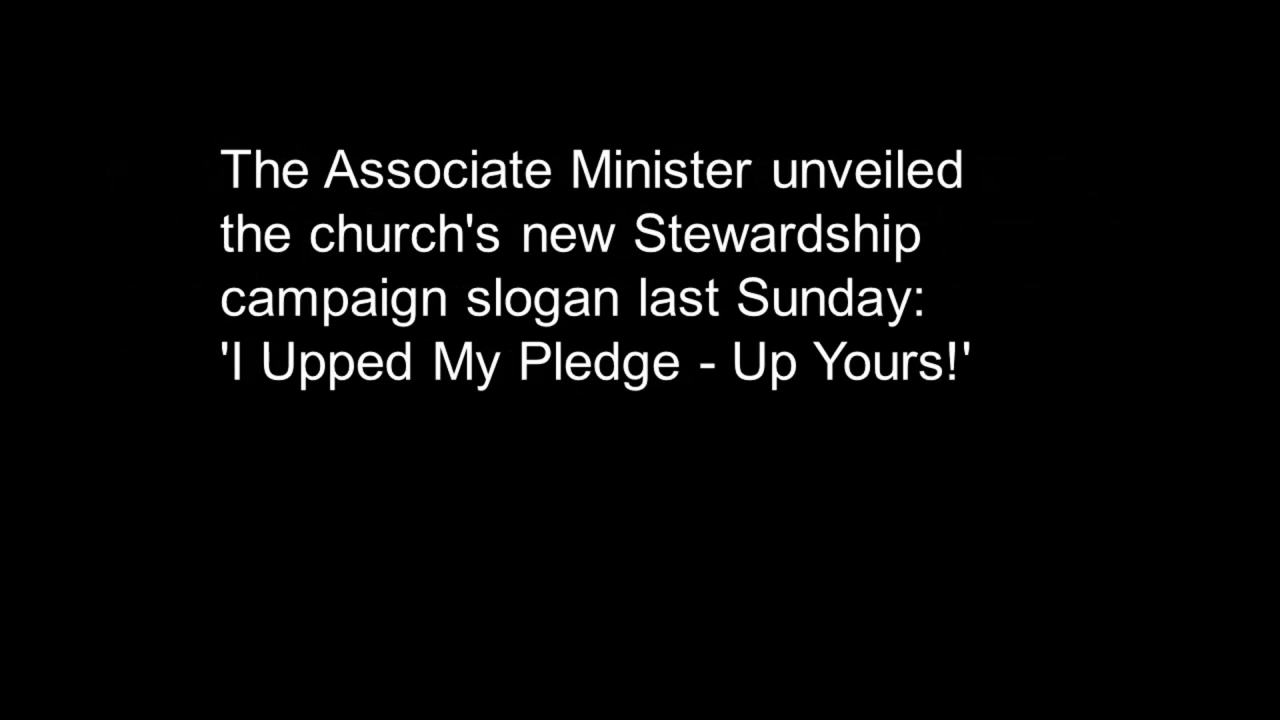 The Associate Minister unveiled
the church's new Stewardship
campaign slogan last Sunday:
'I Upped My Pledge - Up Yours!'